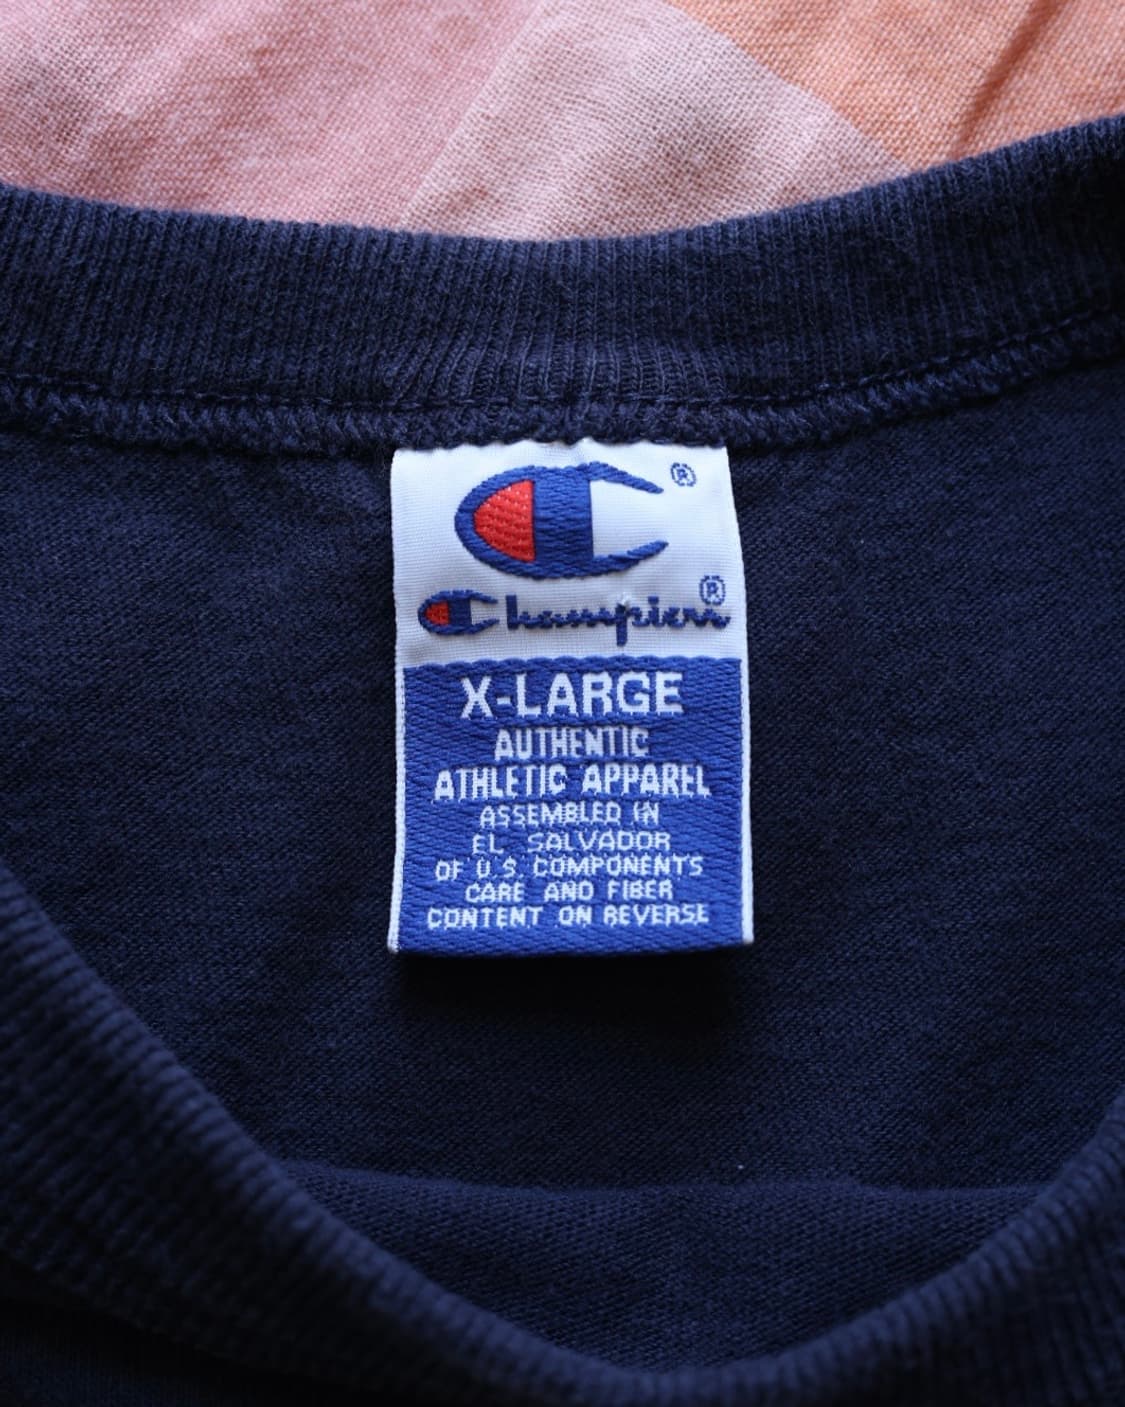 ®
Champion®
X-LARGE
AUTHENTIC
ATHLETIC APPAREL
ASSEMBLED IN
EL SALVADOR
OF U.S. COMPONENTS
CARE AND FIBER
CONTENT ON REVERSE